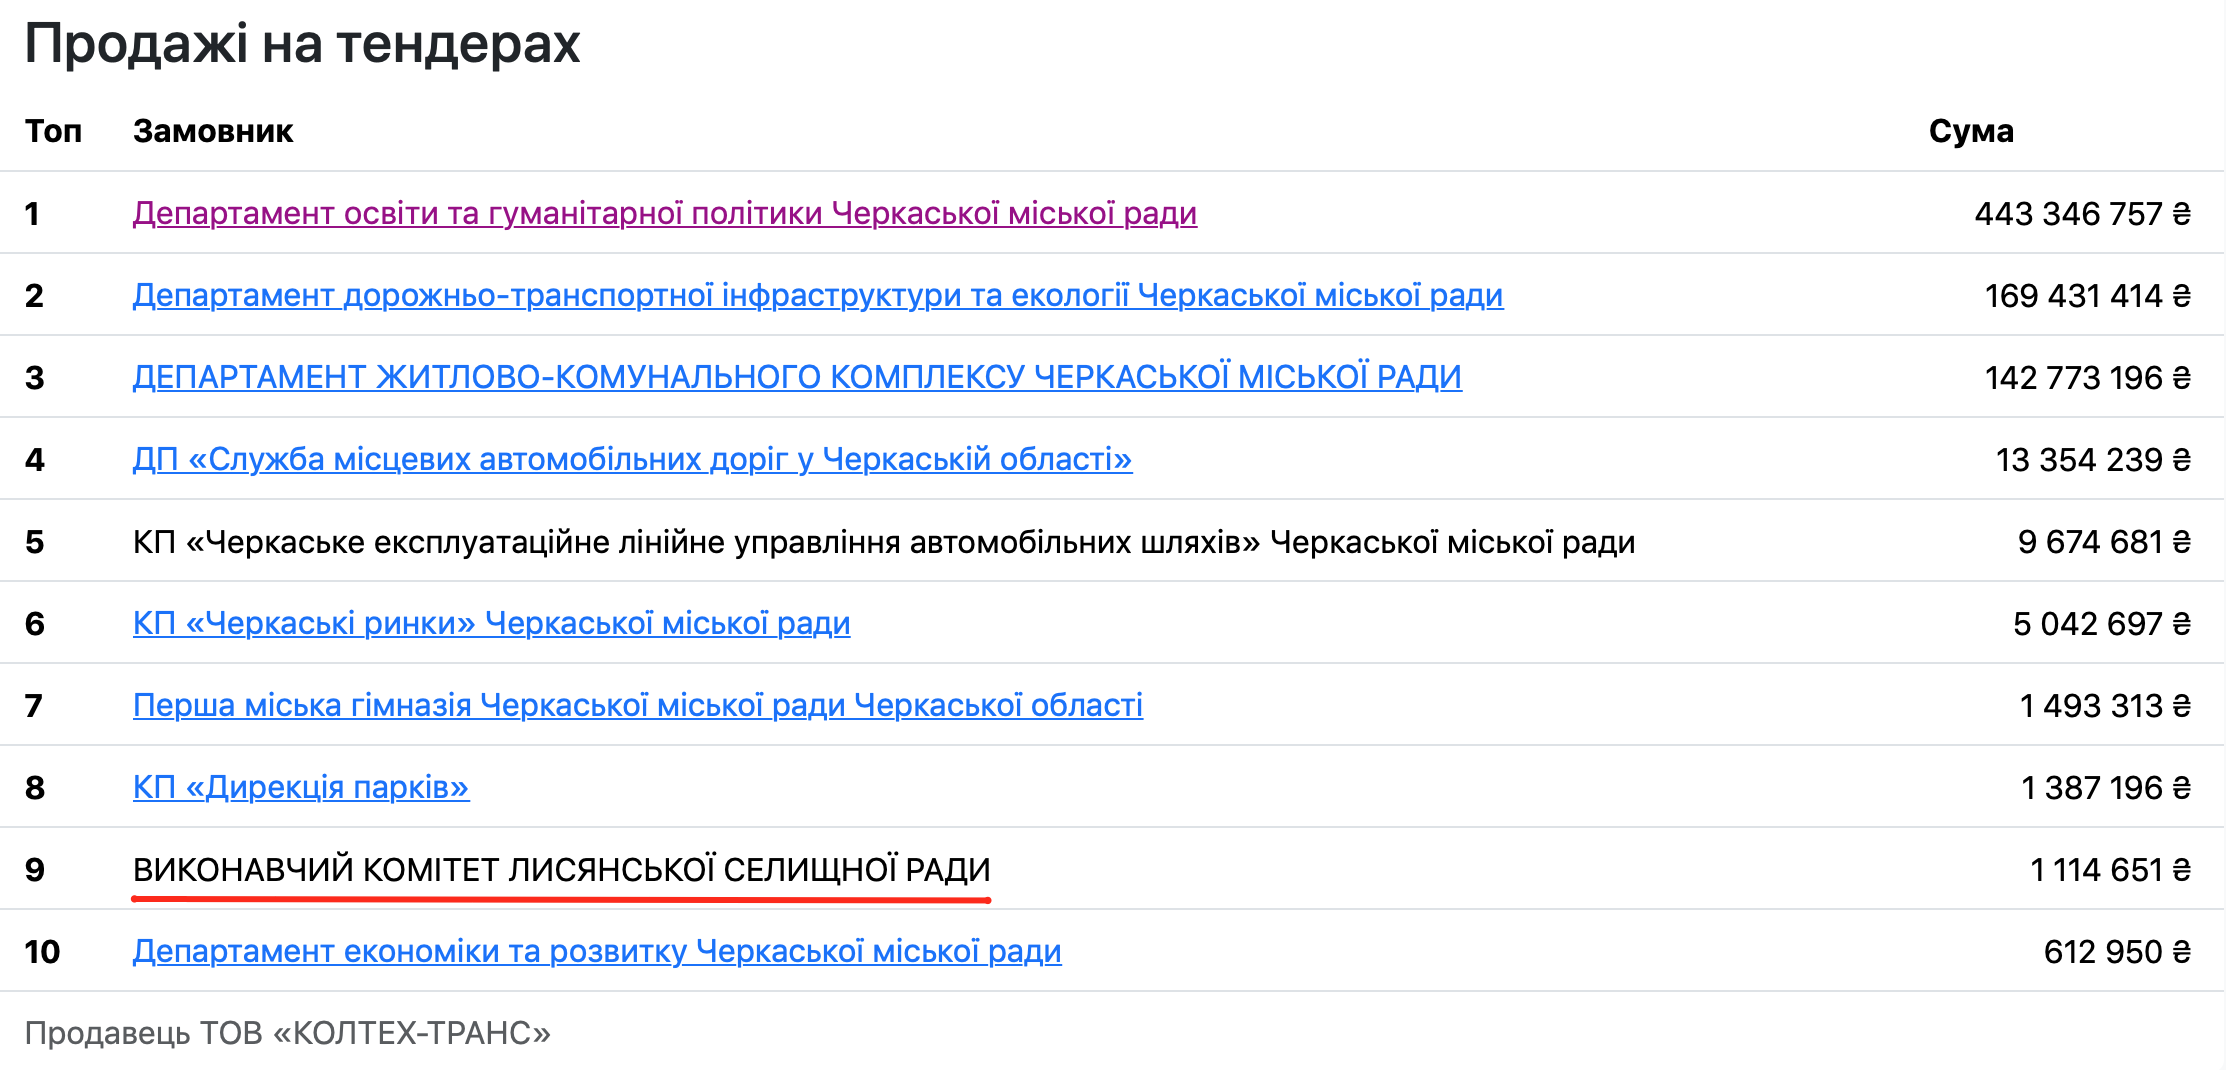 Продажі на тендерах
Топ Замовник Сума
1 Департамент освіти та гуманітарної політики Черкаської міської ради 443 346 757 ₴
2 Департамент дорожньо-транспортної інфраструктури та екології Черкаської міської ради 169 431 414 ₴
3 ДЕПАРТАМЕНТ ЖИТЛОВО-КОМУНАЛЬНОГО КОМПЛЕКСУ ЧЕРКАСЬКОЇ МІСЬКОЇ РАДИ 142 773 196 ₴
4 ДП «Служба місцевих автомобільних доріг у Черкаській області» 13 354 239 ₴
5 КП «Черкаське експлуатаційне лінійне управління автомобільних шляхів» Черкаської міської ради 9 674 681 ₴
6 КП «Черкаські ринки» Черкаської міської ради 5 042 697 ₴
7 Перша міська гімназія Черкаської міської ради Черкаської області 1 493 313 ₴
8 КП «Дирекція парків» 1 387 196 ₴
9 ВИКОНАВЧИЙ КОМІТЕТ ЛИСЯНСЬКОЇ СЕЛИЩНОЇ РАДИ 1 114 651 ₴
10 Департамент економіки та розвитку Черкаської міської ради 612 950 ₴
Продавець ТОВ «КОЛТЕХ-ТРАНС»